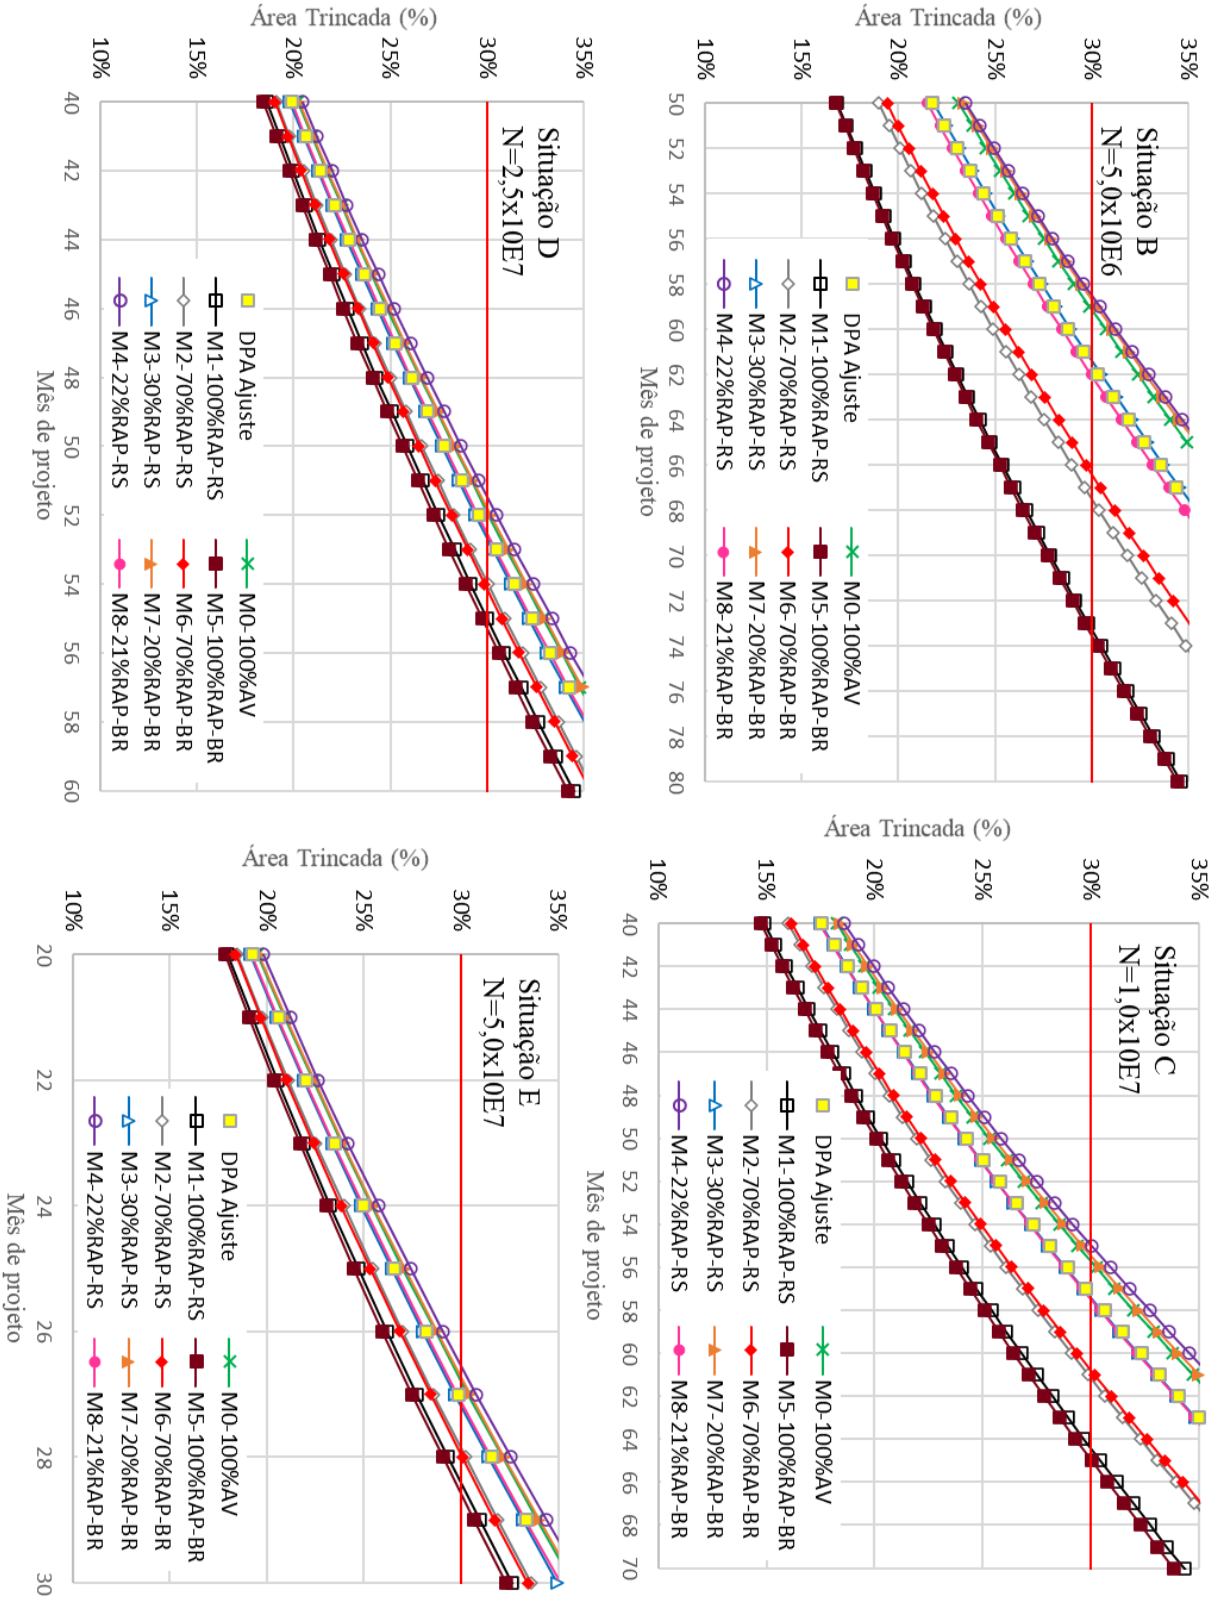 Área Trincada (%)
35%
30%
25%
20%
15%
10%
Situação B
N=5,0x10E6
DPA Ajuste M0-100%AV
M1-100%RAP-RS M5-100%RAP-BR
M2-70%RAP-RS M6-70%RAP-BR
M3-30%RAP-RS M7-20%RAP-BR
M4-22%RAP-RS M8-21%RAP-BR
50 52 54 56 58 60 62 64 66 68 70 72 74 76 78 80
Mês de projeto
Área Trincada (%)
35%
30%
25%
20%
15%
10%
Situação C
N=1,0x10E7
DPA Ajuste M0-100%AV
M1-100%RAP-RS M5-100%RAP-BR
M2-70%RAP-RS M6-70%RAP-BR
M3-30%RAP-RS M7-20%RAP-BR
M4-22%RAP-RS M8-21%RAP-BR
40 42 44 46 48 50 52 54 56 58 60 62 64 66 68 70
Mês de projeto
Área Trincada (%)
35%
30%
25%
20%
15%
10%
Situação D
N=2,5x10E7
DPA Ajuste M0-100%AV
M1-100%RAP-RS M5-100%RAP-BR
M2-70%RAP-RS M6-70%RAP-BR
M3-30%RAP-RS M7-20%RAP-BR
M4-22%RAP-RS M8-21%RAP-BR
40 42 44 46 48 50 52 54 56 58 60
Mês de projeto
Área Trincada (%)
35%
30%
25%
20%
15%
10%
Situação E
N=5,0x10E7
DPA Ajuste M0-100%AV
M1-100%RAP-RS M5-100%RAP-BR
M2-70%RAP-RS M6-70%RAP-BR
M3-30%RAP-RS M7-20%RAP-BR
M4-22%RAP-RS M8-21%RAP-BR
20 22 24 26 28 30
Mês de projeto